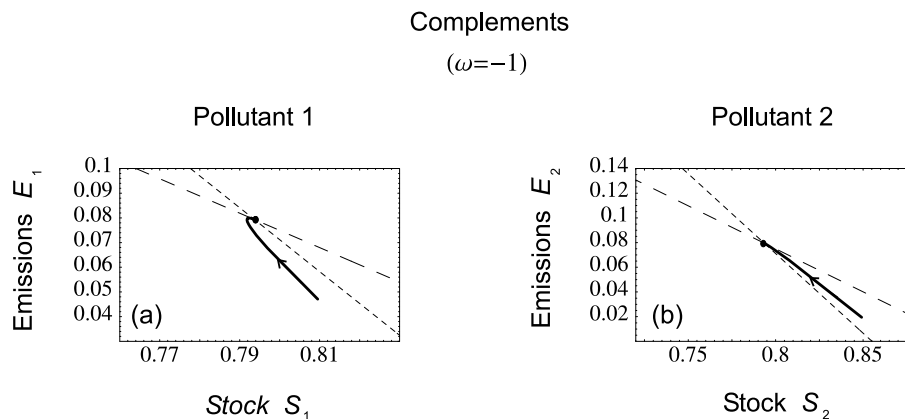 Complements
(ω=−1)
Pollutant 1
Emissions E₁
0.1
0.09
0.08
0.07
0.06
0.05
0.04
(a)
0.77
0.79
0.81
Stock S₁
Pollutant 2
Emissions E₂
0.14
0.12
0.1
0.08
0.06
0.04
0.02
(b)
0.75
0.8
0.85
Stock S₂